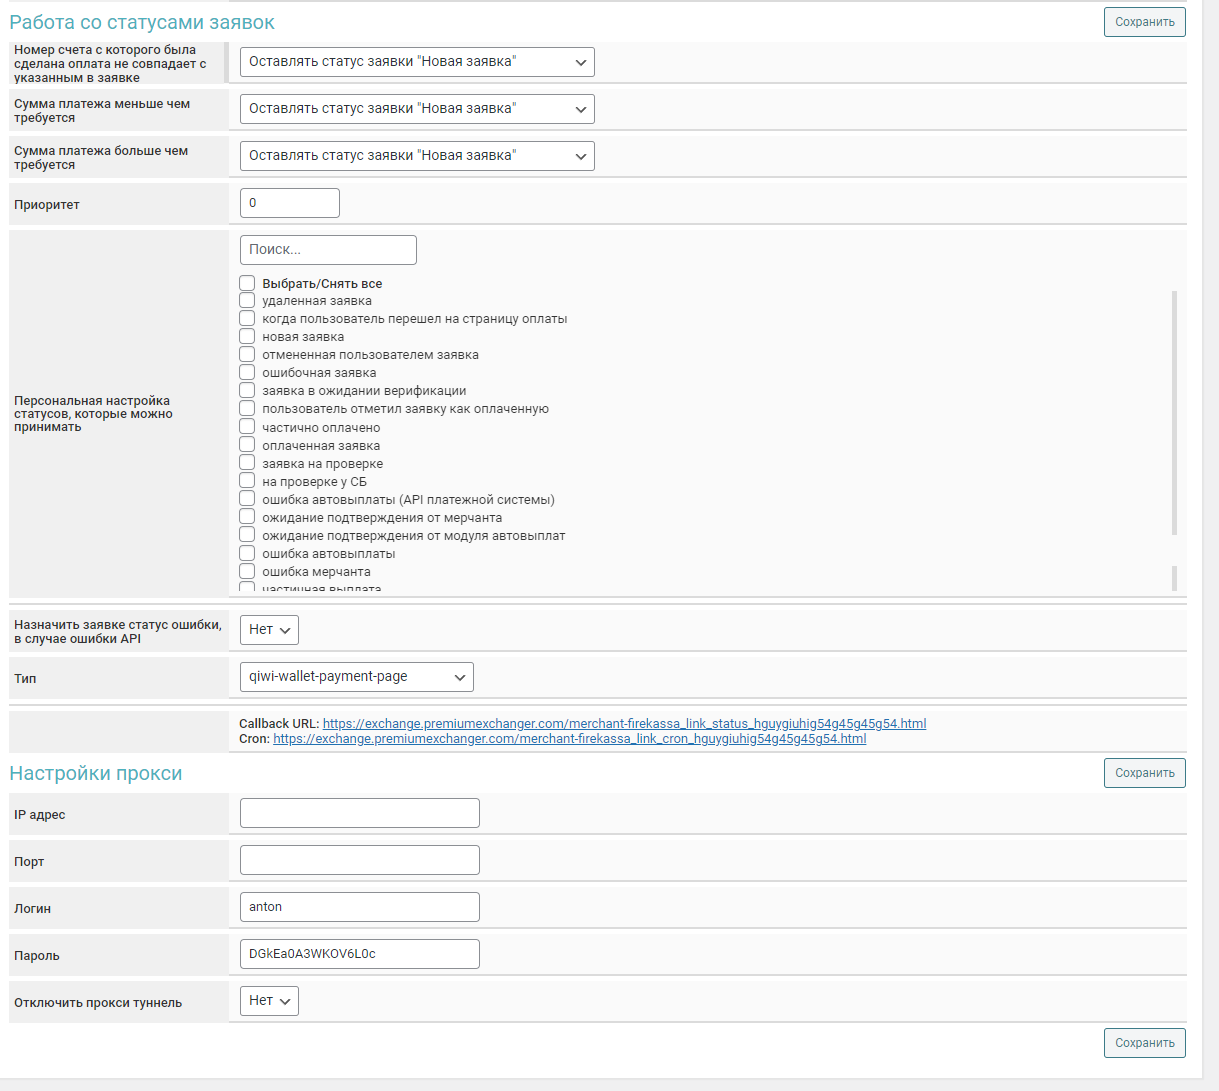 Работа со статусами заявок
Сохранить
Номер счета с которого была
сделана оплата не совпадает с
указанным в заявке
Оставлять статус заявки "Новая заявка"
Сумма платежа меньше чем
требуется
Оставлять статус заявки "Новая заявка"
Сумма платежа больше чем
требуется
Оставлять статус заявки "Новая заявка"
Приоритет
0
Персональная настройка
статусов, которые можно
принимать
Поиск...
Выбрать/Снять все
удаленная заявка
когда пользователь перешел на страницу оплаты
новая заявка
отмененная пользователем заявка
ошибочная заявка
заявка в ожидании верификации
пользователь отметил заявку как оплаченную
частично оплачено
оплаченная заявка
заявка на проверке
на проверке у СБ
ошибка автовыплаты (API платежной системы)
ожидание подтверждения от мерчанта
ожидание подтверждения от модуля автовыплат
ошибка автовыплаты
ошибка мерчанта
частичная выплата
Назначить заявке статус ошибки,
в случае ошибки API
Нет
Тип
qiwi-wallet-payment-page
Callback URL: https://exchange.premiumexchanger.com/merchant-firekassa_link_status_hguygiuhig54g45g45g54.html
Cron: https://exchange.premiumexchanger.com/merchant-firekassa_link_cron_hguygiuhig54g45g45g54.html
Настройки прокси
Сохранить
IP адрес
Порт
Логин
anton
Пароль
DGkEa0A3WKOV6L0c
Отключить прокси туннель
Нет
Сохранить